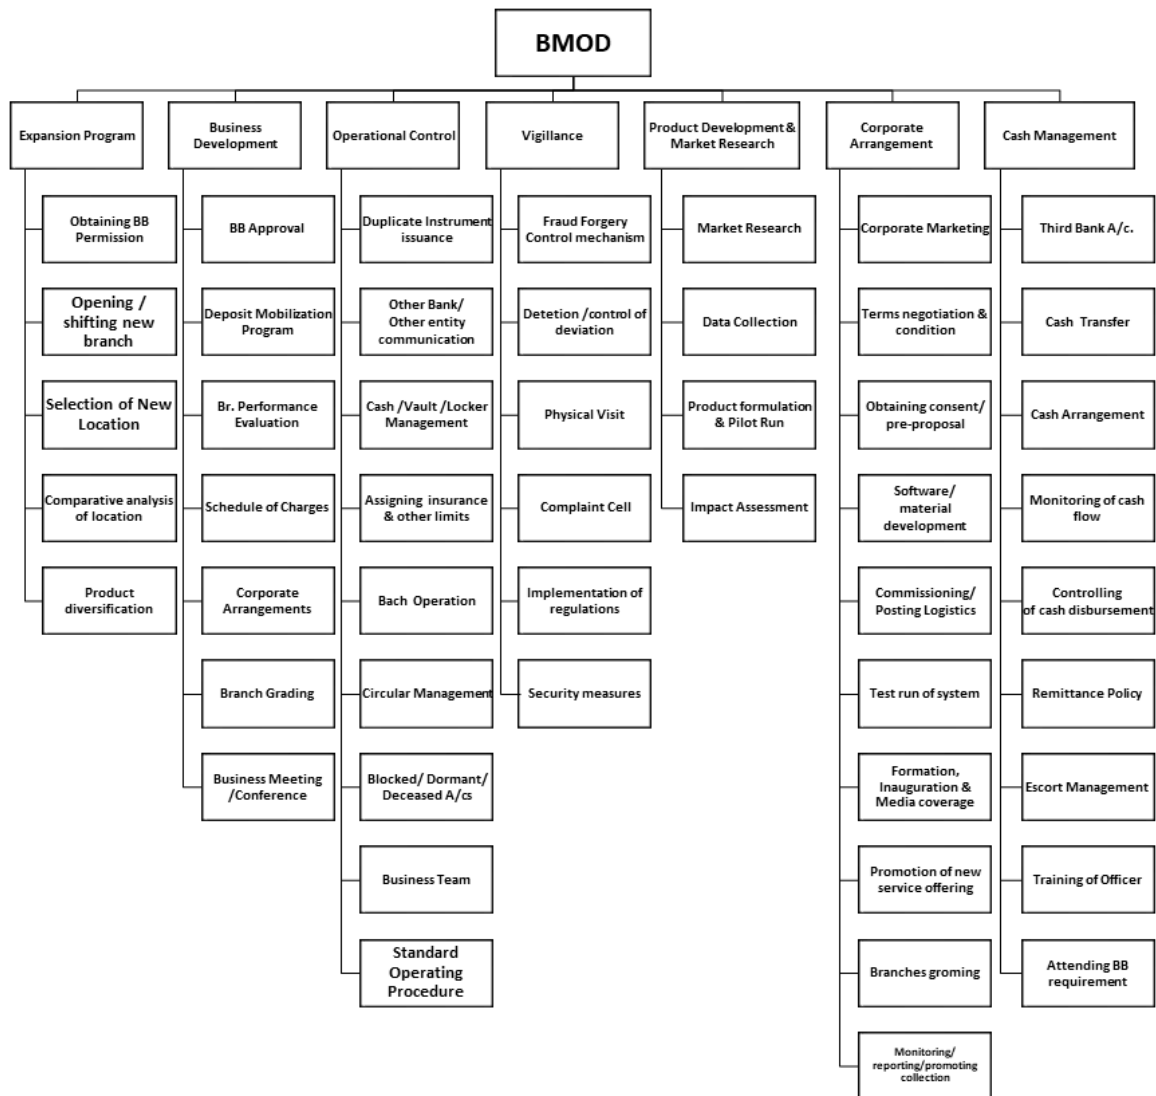 BMOD
Expansion Program
Business
Development
Operational Control
Vigillance
Product Development &
Market Research
Corporate
Arrangement
Cash Management
Obtaining BB
Permission
Opening /
shifting new
branch
Selection of New
Location
Comparative analysis
of location
Product
diversification
BB Approval
Deposit Mobilization
Program
Br. Performance
Evaluation
Schedule of Charges
Corporate
Arrangements
Branch Grading
Business Meeting
/Conference
Duplicate Instrument
issuance
Other Bank/
Other entity
communication
Cash /Vault /Locker
Management
Assigning insurance
& other limits
Bach Operation
Circular Management
Blocked/ Dormant/
Deceased A/cs
Business Team
Standard
Operating
Procedure
Fraud Forgery
Control mechanism
Detetion /control of
deviation
Physical Visit
Complaint Cell
Implementation of
regulations
Security measures
Market Research
Data Collection
Product formulation
& Pilot Run
Impact Assessment
Corporate Marketing
Terms negotiation &
condition
Obtaining consent/
pre-proposal
Software/
material
development
Commissioning/
Posting Logistics
Test run of system
Formation,
Inauguration &
Media coverage
Promotion of new
service offering
Branches groming
Monitoring/
reporting/promoting
collection
Third Bank A/c.
Cash Transfer
Cash Arrangement
Monitoring of cash
flow
Controlling
of cash disbursement
Remittance Policy
Escort Management
Training of Officer
Attending BB
requirement